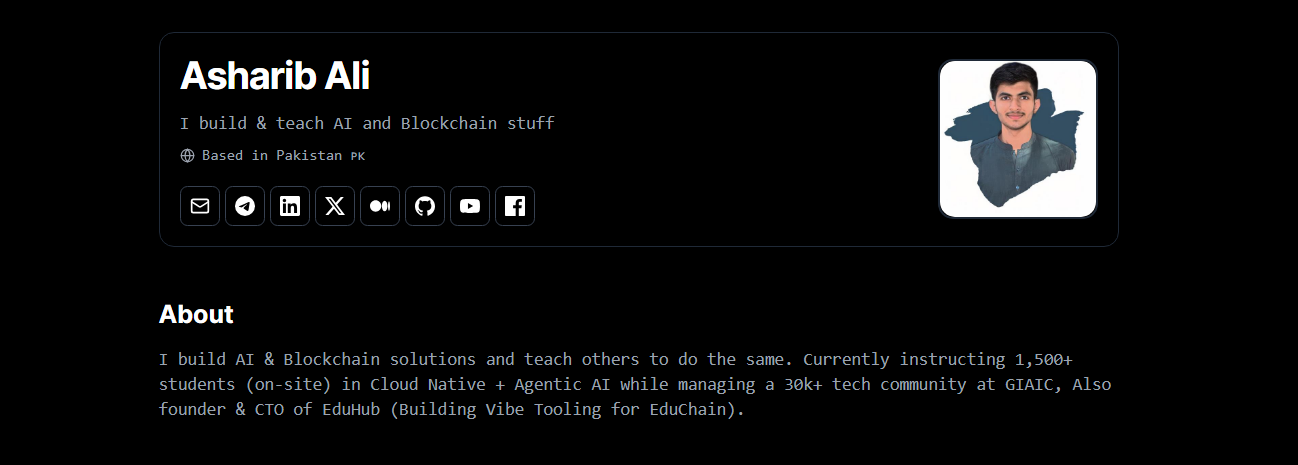 Asharib Ali
I build & teach AI and Blockchain stuff
Based in Pakistan PK
About
I build AI & Blockchain solutions and teach others to do the same. Currently instructing 1,500+
students (on-site) in Cloud Native + Agentic AI while managing a 30k+ tech community at GIAIC, Also
founder & CTO of EduHub (Building Vibe Tooling for EduChain).